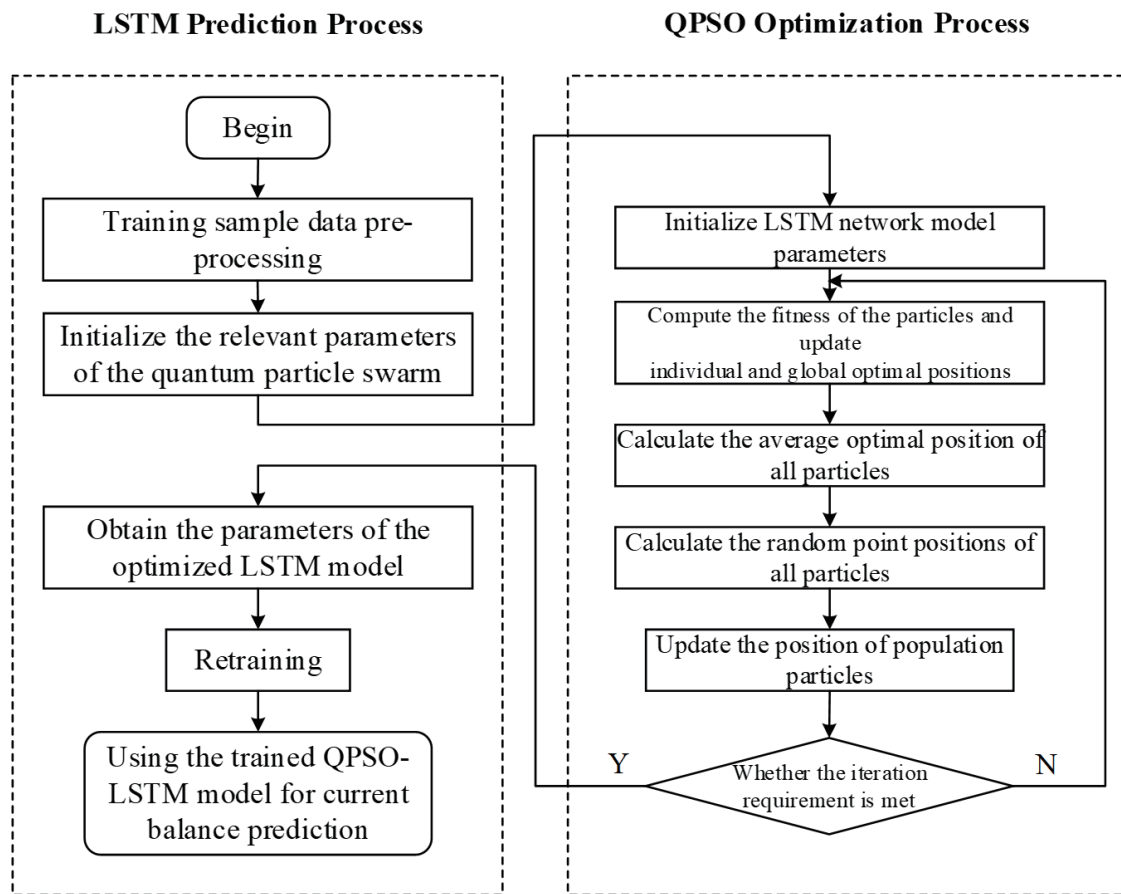 LSTM Prediction Process
Begin
Training sample data pre-
processing
Initialize the relevant parameters
of the quantum particle swarm
Obtain the parameters of the
optimized LSTM model
Retraining
Using the trained QPSO-
LSTM model for current
balance prediction
QPSO Optimization Process
Initialize LSTM network model
parameters
Compute the fitness of the particles and
update
individual and global optimal positions
Calculate the average optimal position of
all particles
Calculate the random point positions of
all particles
Update the position of population
particles
Whether the iteration
requirement is met
Y
N